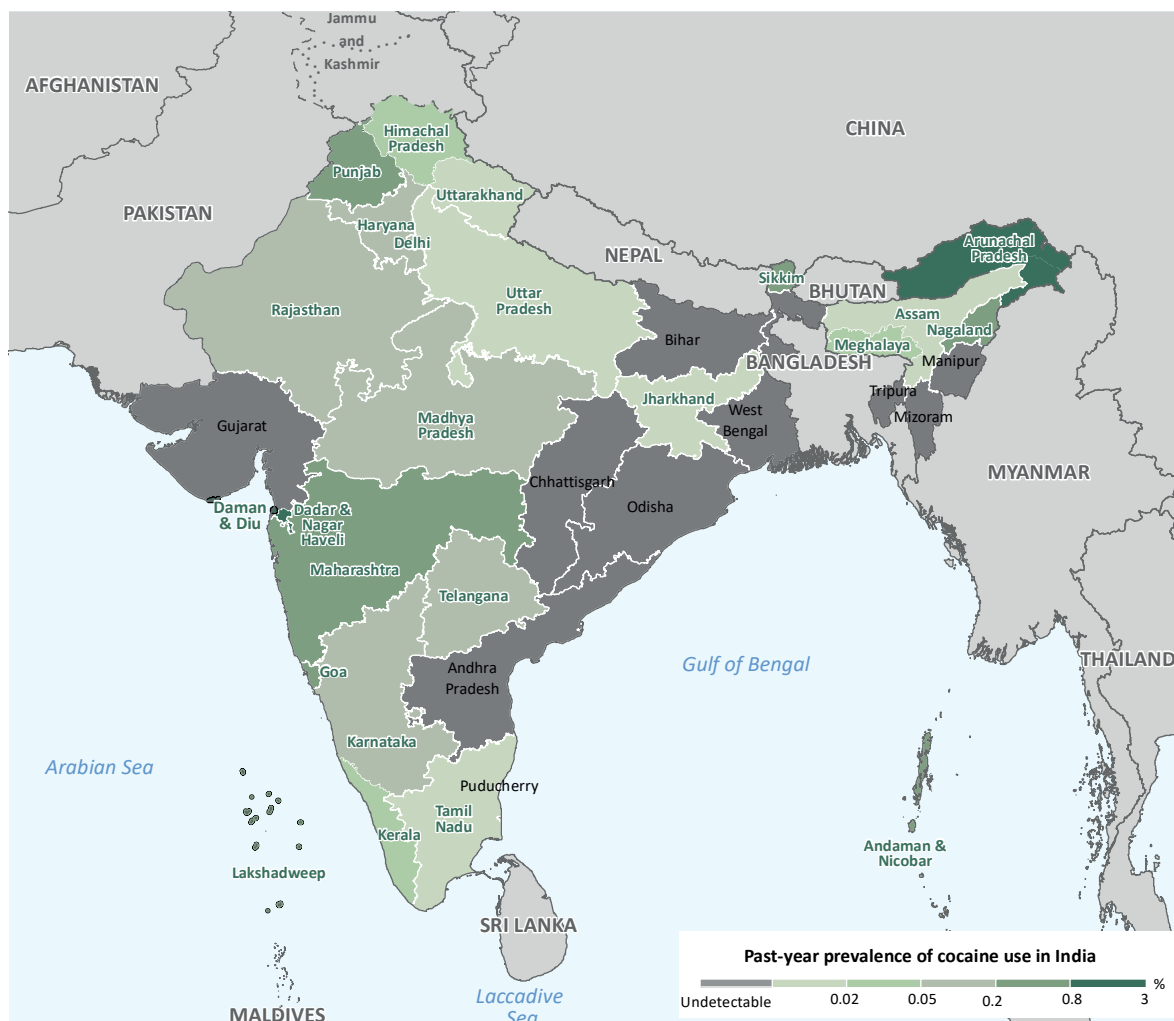 Jammu
and
Kashmir
AFGHANISTAN
CHINA
Himachal
Pradesh
Punjab
Uttarakhand
PAKISTAN
Haryana
Delhi
NEPAL
Arunachal
Pradesh
Sikkim
BHUTAN
Rajasthan
Uttar
Pradesh
Assam
Nagaland
Bihar
Meghalaya
BANGLADESH
Manipur
Tripura
Mizoram
Jharkhand
West
Bengal
Gujarat
Madhya
Pradesh
MYANMAR
Chhattisgarh
Odisha
Daman
& Diu
Dadar &
Nagar
Haveli
Maharashtra
Telangana
Goa
Andhra
Pradesh
Gulf of Bengal
THAILAND
Karnataka
Arabian Sea
Puducherry
Tamil
Nadu
Kerala
Lakshadweep
Andaman &
Nicobar
SRI LANKA
Laccadive
Sea
MALDIVES
Past-year prevalence of cocaine use in India
%
Undetectable 0.02 0.05 0.2 0.8 3